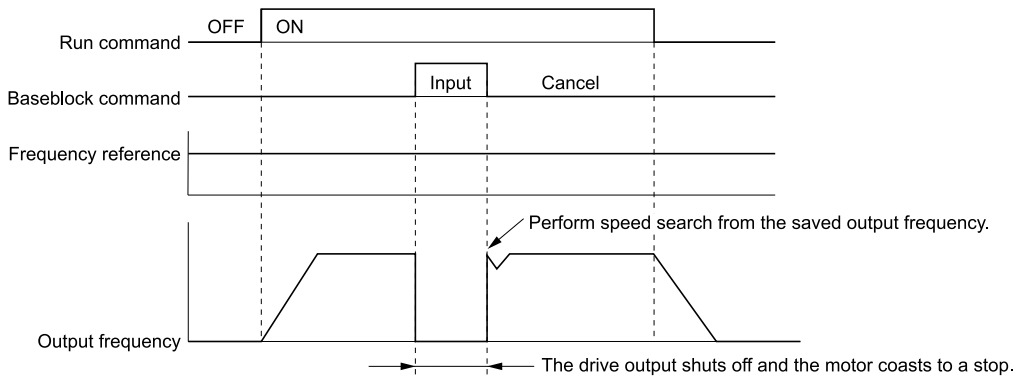 OFF ON
Run command
Input Cancel
Baseblock command
Frequency reference
Perform speed search from the saved output frequency.
Output frequency
The drive output shuts off and the motor coasts to a stop.